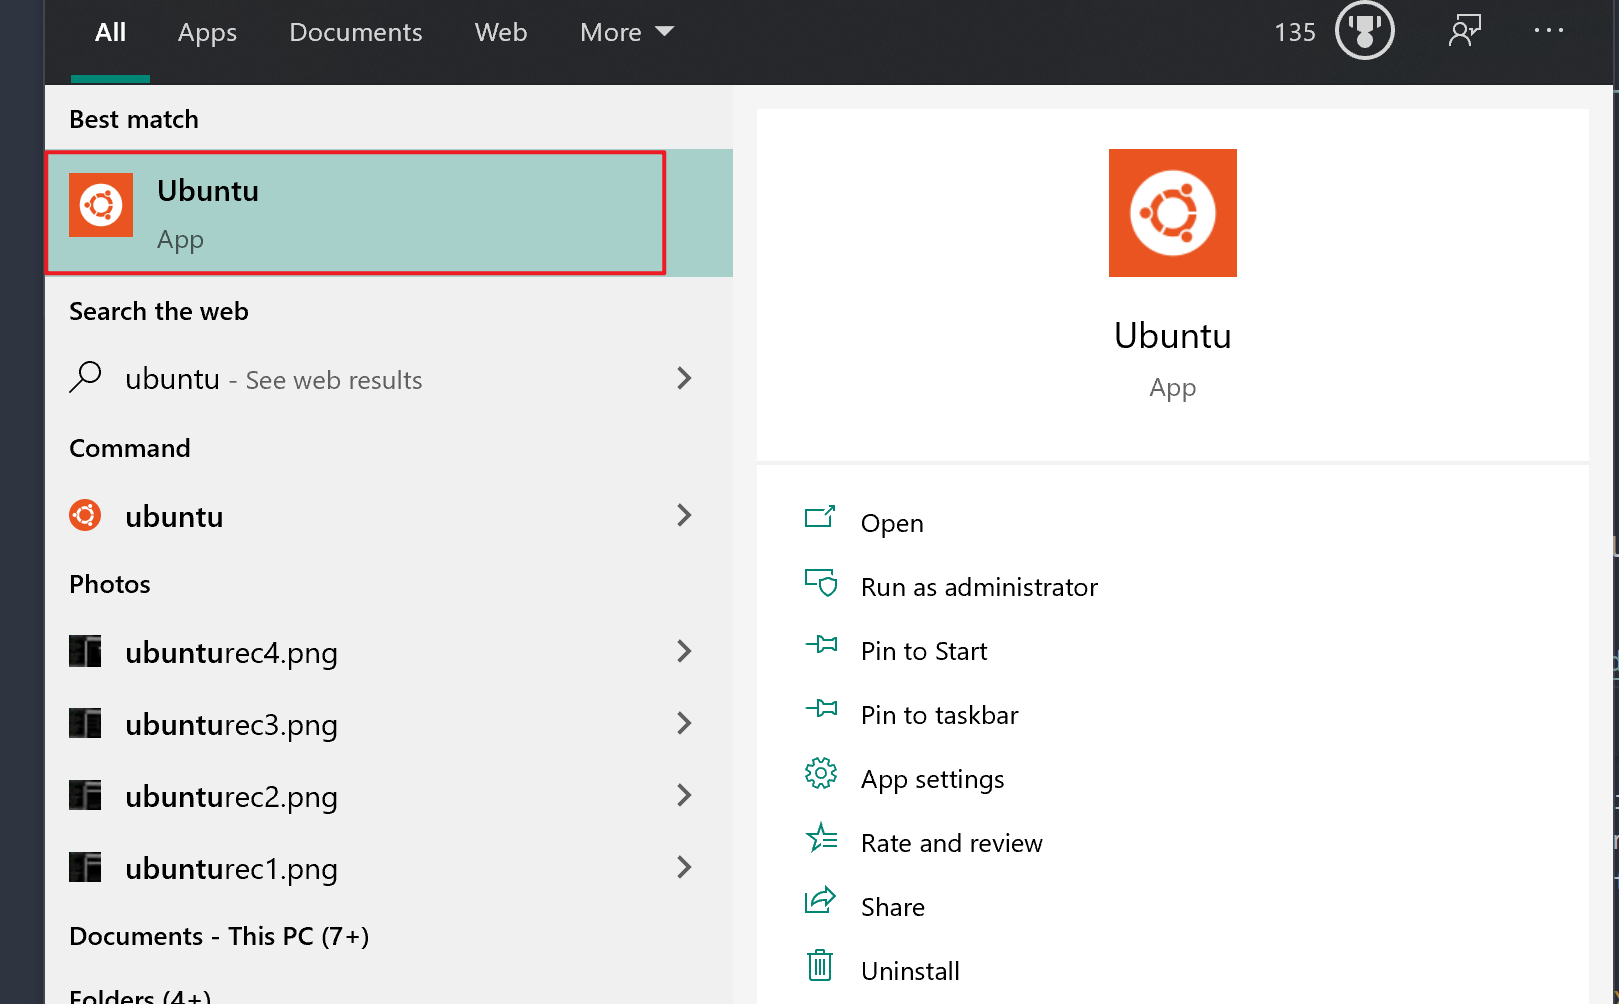 All Apps Documents Web More 135
Best match
Ubuntu
App
Search the web
ubuntu - See web results
Command
ubuntu
Photos
ubunturec4.png
ubunturec3.png
ubunturec2.png
ubunturec1.png
Documents - This PC (7+)
Folders (4+)
Ubuntu
App
Open
Run as administrator
Pin to Start
Pin to taskbar
App settings
Rate and review
Share
Uninstall